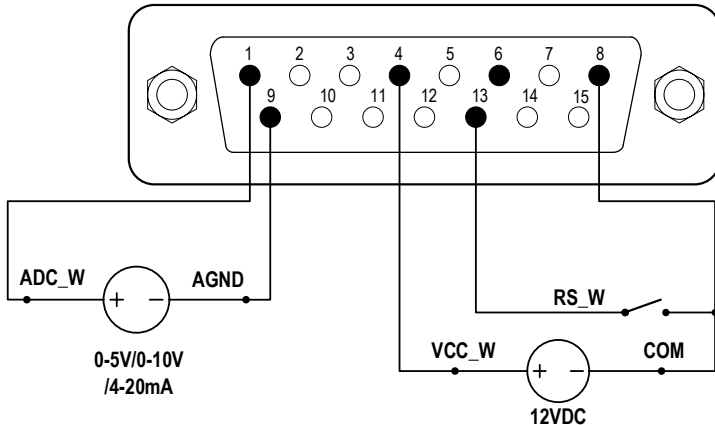 1 2 3 4 5 6 7 8
9 10 11 12 13 14 15
ADC_W + − AGND
0-5V/0-10V
/4-20mA
RS_W
VCC_W + − COM
12VDC